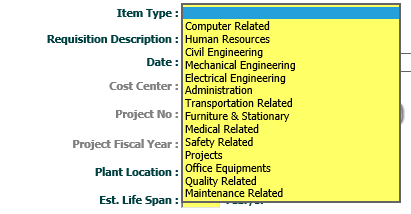 Item Type :
Computer Related
Requisition Description : Human Resources
Civil Engineering
Date : Mechanical Engineering
Electrical Engineering
Cost Center : Administration
Transportation Related
Project No : Furniture & Stationary
Medical Related
Project Fiscal Year : Safety Related
Projects
Plant Location : Office Equipments
Quality Related
Est. Life Span : Maintenance Related